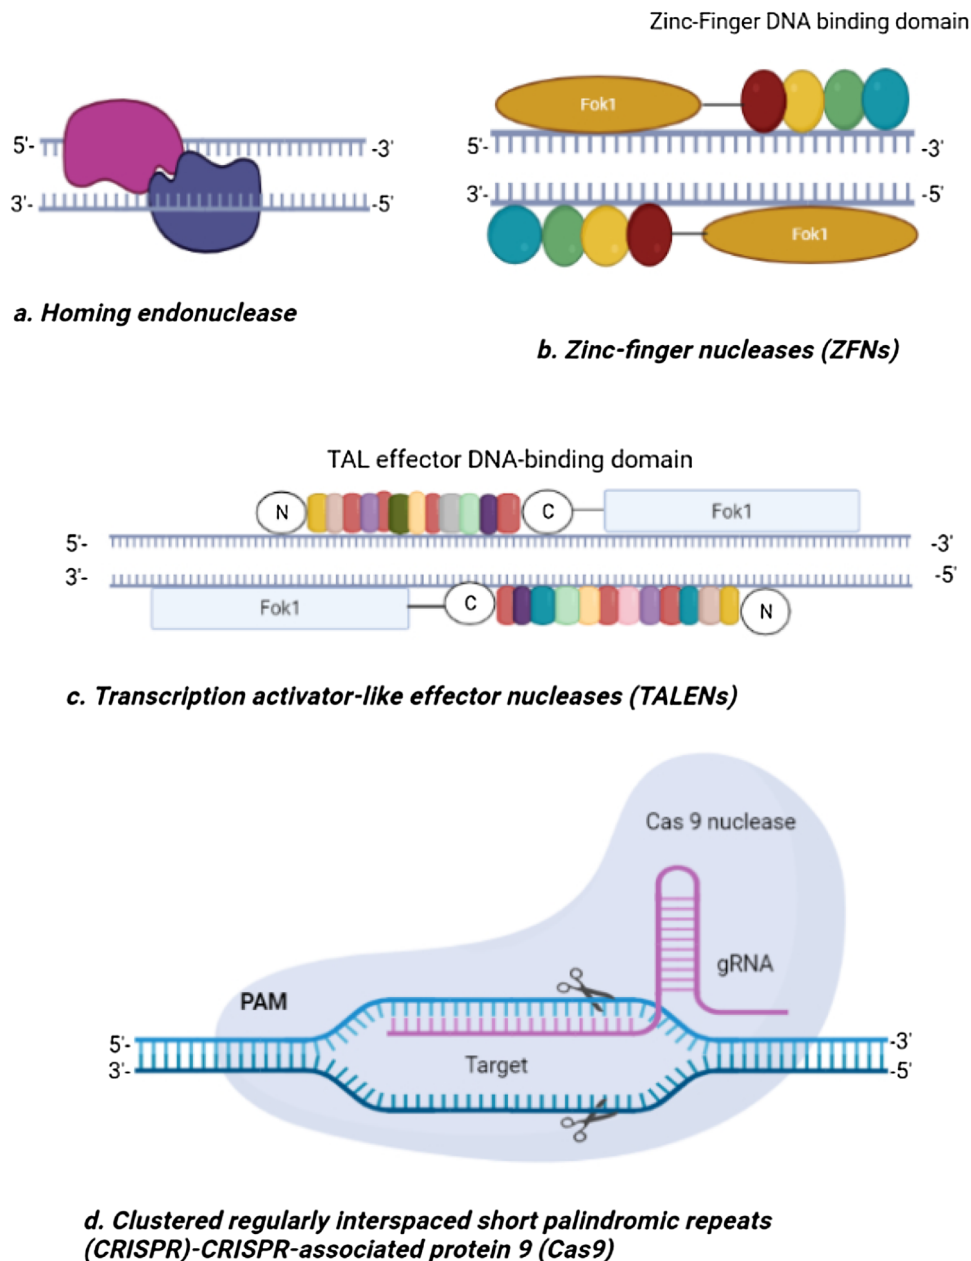 Zinc-Finger DNA binding domain
Fok1
5'-
-3'
3'-
-5'
5'-
-3'
3'-
-5'
Fok1
a. Homing endonuclease
b. Zinc-finger nucleases (ZFNs)
TAL effector DNA-binding domain
N
C
Fok1
5'-
-3'
3'-
-5'
Fok1
C
N
c. Transcription activator-like effector nucleases (TALENs)
Cas 9 nuclease
gRNA
PAM
5'-
-3'
Target
3'-
-5'
d. Clustered regularly interspaced short palindromic repeats
(CRISPR)-CRISPR-associated protein 9 (Cas9)